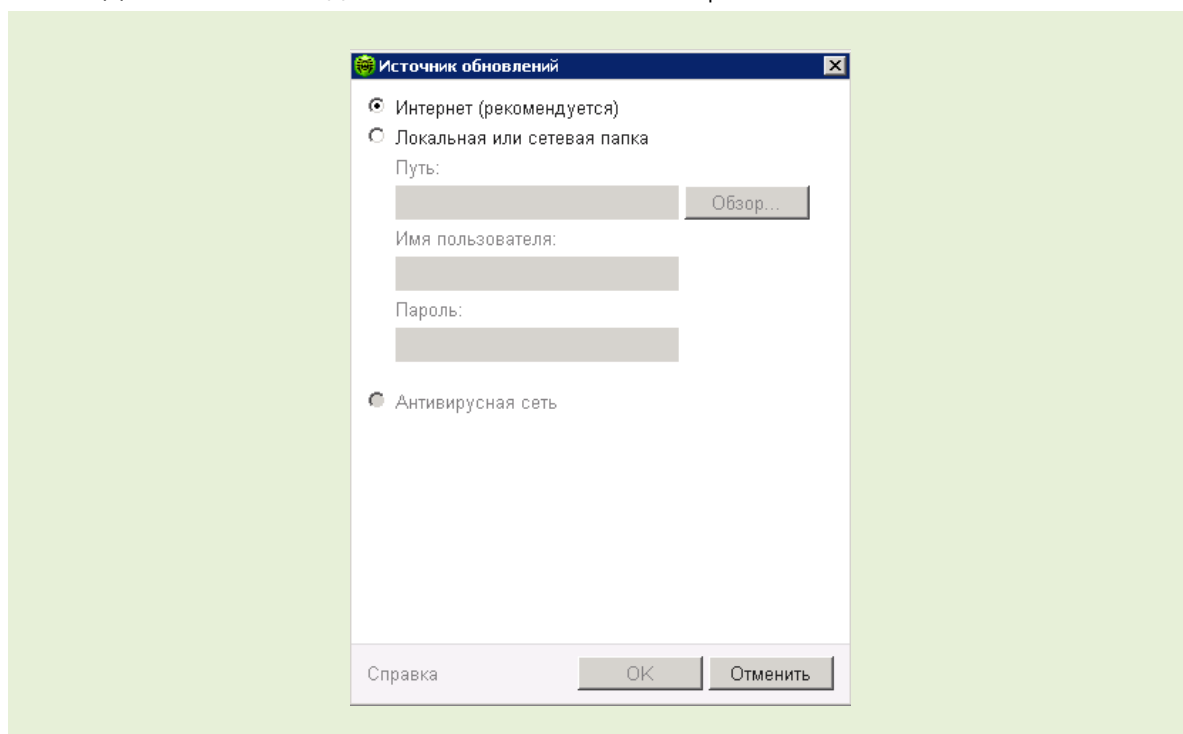 Источник обновлений
Интернет (рекомендуется)
Локальная или сетевая папка
Путь:
Обзор...
Имя пользователя:
Пароль:
Антивирусная сеть
Справка
OK
Отменить